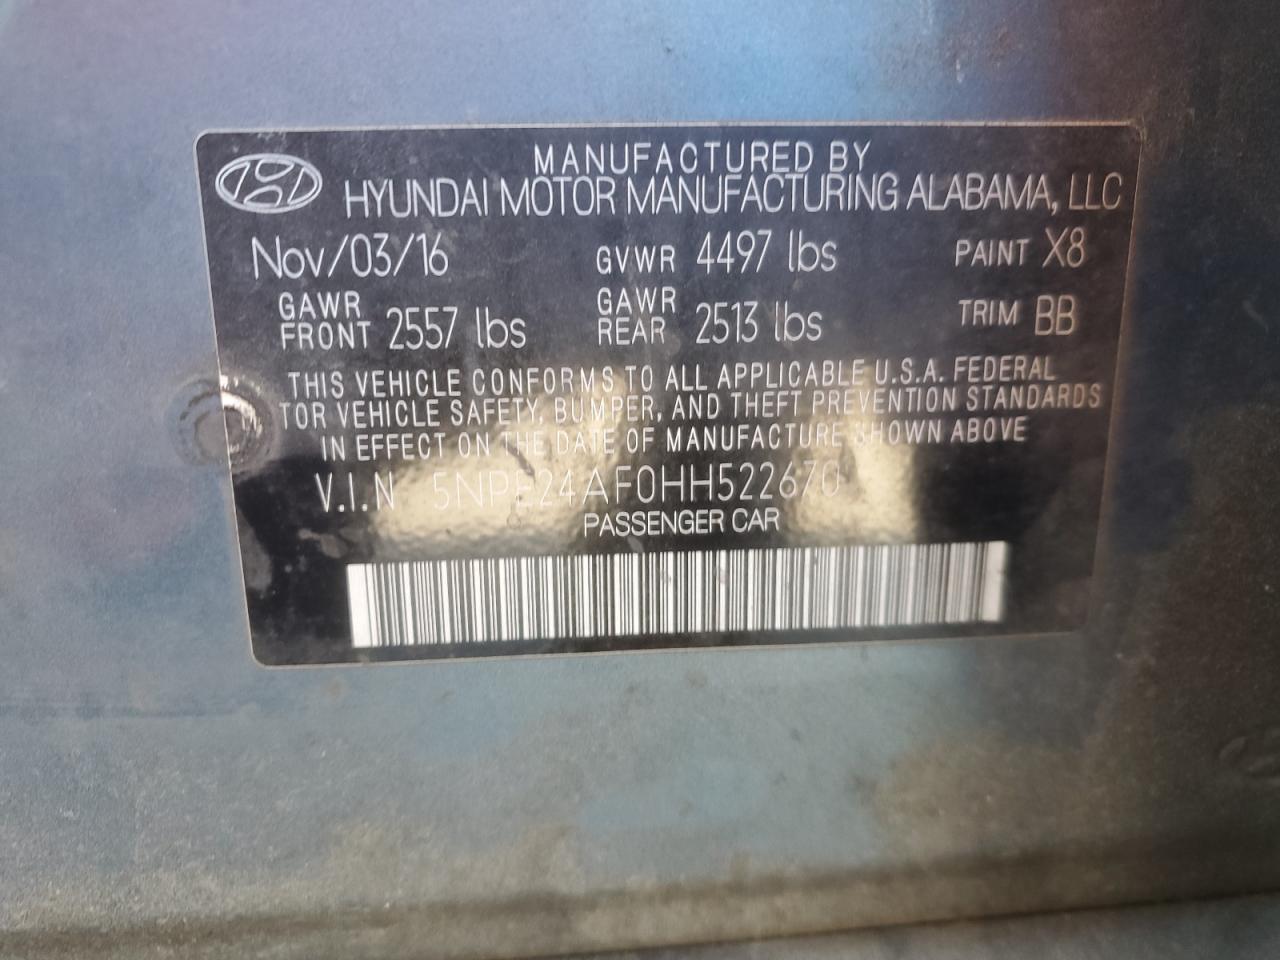 MANUFACTURED BY
HYUNDAI MOTOR MANUFACTURING ALABAMA, LLC
Nov/03/16 GVWR 4497 lbs PAINT X8
GAWR FRONT 2557 lbs GAWR REAR 2513 lbs TRIM BB
THIS VEHICLE CONFORMS TO ALL APPLICABLE U.S.A. FEDERAL
TOR VEHICLE SAFETY, BUMPER, AND THEFT PREVENTION STANDARDS
IN EFFECT ON THE DATE OF MANUFACTURE SHOWN ABOVE
V.I.N 5NPE24AF0HH522670
PASSENGER CAR